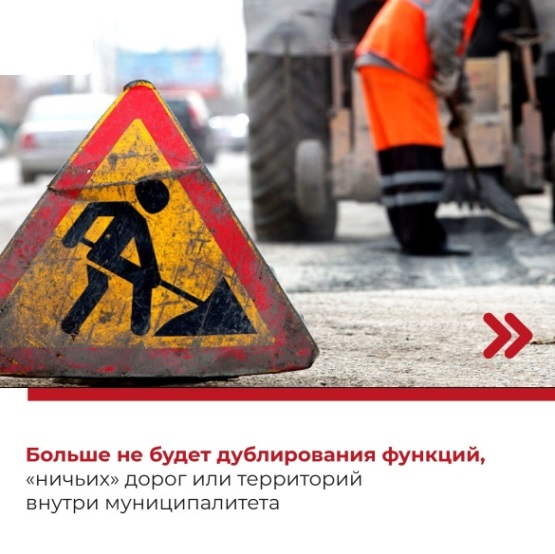 Больше не будет дублирования функций,
«ничьих» дорог или территорий
внутри муниципалитета